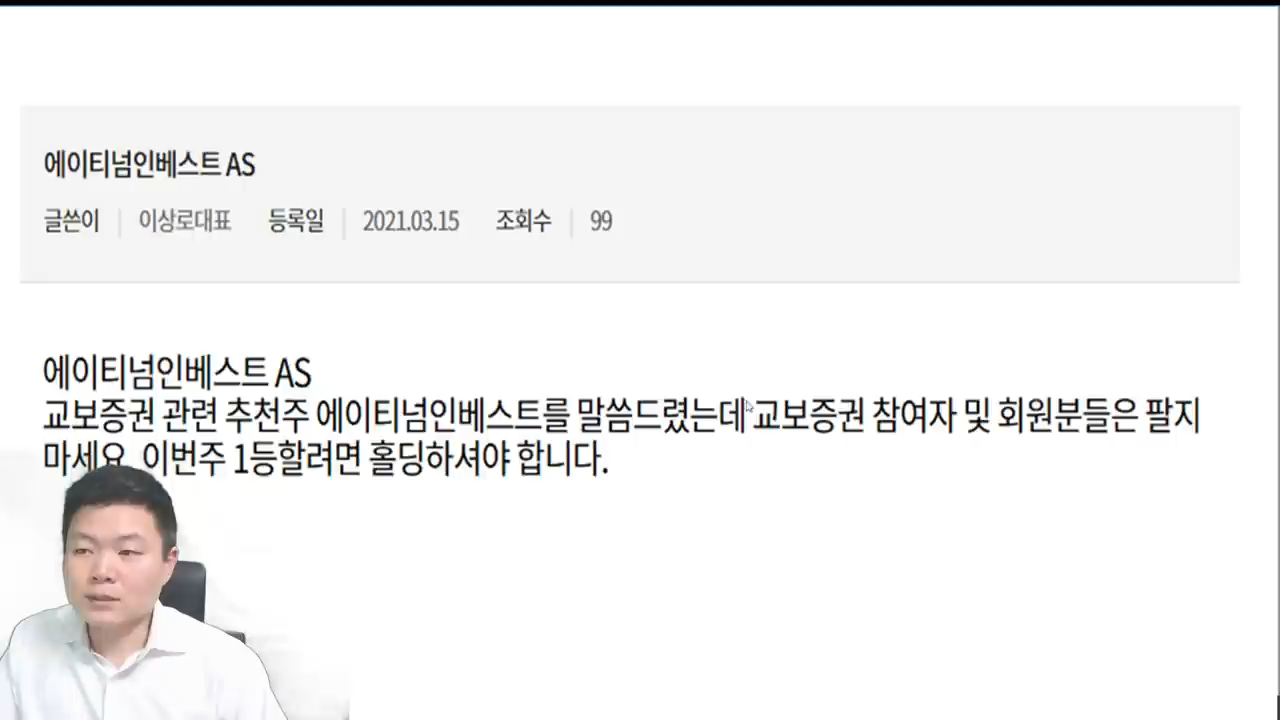 에이티넘인베스트 AS
글쓴이 이상로대표 등록일 2021.03.15 조회수 99
에이티넘인베스트 AS
교보증권 관련 추천주 에이티넘인베스트를 말씀드렸는데 교보증권 참여자 및 회원분들은 팔지
마세요 이번주 1등할려면 홀딩하셔야 합니다.